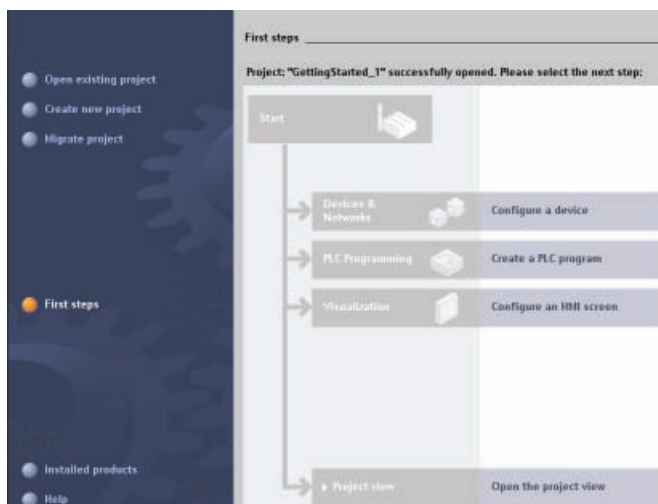 Open existing project
Create new project
Migrate project
First steps
Installed products
Help
First steps
Project: "GettingStarted_1" successfully opened. Please select the next step:
Start
Devices &
Networks
Configure a device
PLC Programming
Create a PLC program
Visualization
Configure an HMI screen
Project view
Open the project view